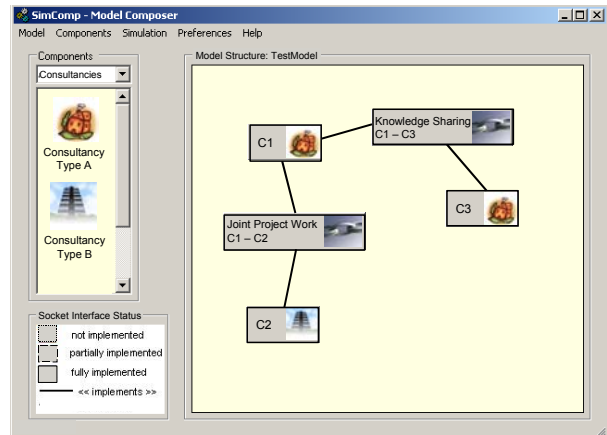 SimComp - Model Composer
Model Components Simulation Preferences Help
Components
Consultancies
Consultancy
Type A
Consultancy
Type B
Socket Interface Status
not implemented
partially implemented
fully implemented
<< implements >>
Model Structure: TestModel
Knowledge Sharing
C1 – C3
C1
C3
Joint Project Work
C1 – C2
C2